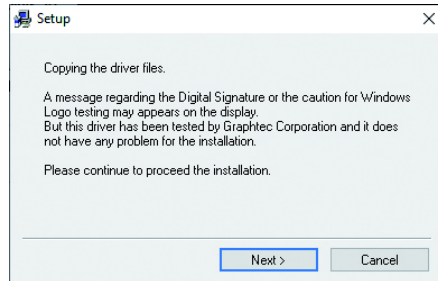 Setup
Copying the driver files.
A message regarding the Digital Signature or the caution for Windows
Logo testing may appears on the display.
But this driver has been tested by Graphtec Corporation and it does
not have any problem for the installation.
Please continue to proceed the installation.
Next >
Cancel